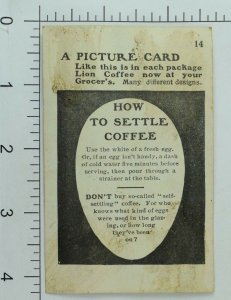 14
A PICTURE CARD
Like this is in each package
Lion Coffee now at your
Grocer's. Many different designs.
HOW
TO SETTLE
COFFEE
Use the white of a fresh egg.
Or, if an egg isn't handy, a dash
of cold water five minutes before
serving, then pour through a
strainer at the table.
DON'T buy so-called "self-
settling" coffee. For who
knows what kind of eggs
were used in the glaz-
ing, or how long
they've been
on?
1
2
3
4